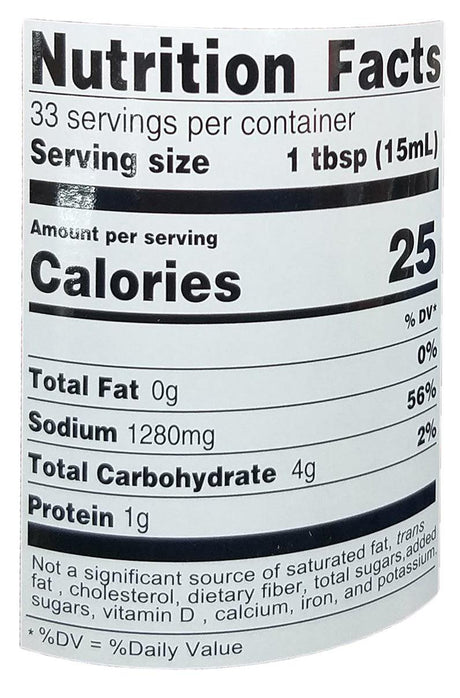 Nutrition Facts
33 servings per container
Serving size 1 tbsp (15mL)
Amount per serving
Calories 25
% DV*
Total Fat 0g 0%
Sodium 1280mg 56%
Total Carbohydrate 4g 2%
Protein 1g
Not a significant source of saturated fat, trans
fat , cholesterol, dietary fiber, total sugars,added
sugars, vitamin D , calcium, iron, and potassium.
* %DV = %Daily Value